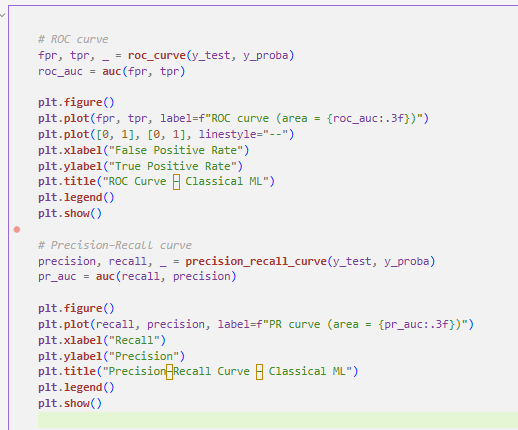 # ROC curve
fpr, tpr, _ = roc_curve(y_test, y_proba)
roc_auc = auc(fpr, tpr)
plt.figure()
plt.plot(fpr, tpr, label=f"ROC curve (area = {roc_auc:.3f})")
plt.plot([0, 1], [0, 1], linestyle="--")
plt.xlabel("False Positive Rate")
plt.ylabel("True Positive Rate")
plt.title("ROC Curve – Classical ML")
plt.legend()
plt.show()
# Precision–Recall curve
precision, recall, _ = precision_recall_curve(y_test, y_proba)
pr_auc = auc(recall, precision)
plt.figure()
plt.plot(recall, precision, label=f"PR curve (area = {pr_auc:.3f})")
plt.xlabel("Recall")
plt.ylabel("Precision")
plt.title("Precision–Recall Curve – Classical ML")
plt.legend()
plt.show()